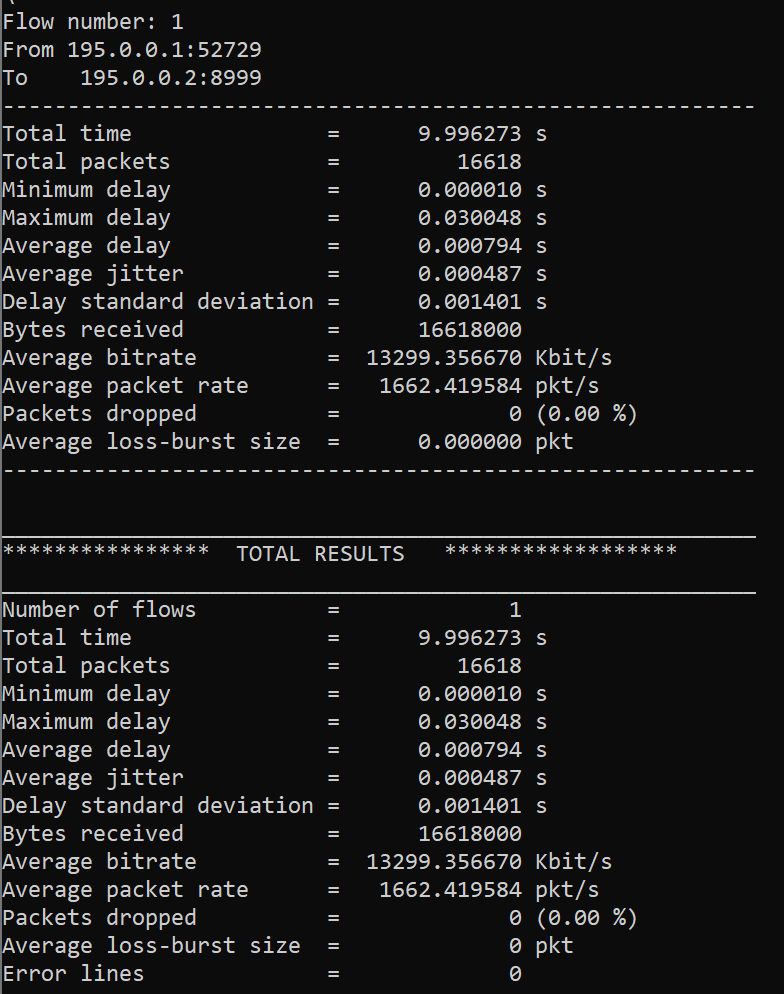 Flow number: 1
From 195.0.0.1:52729
To    195.0.0.2:8999
----------------------------------------------------------
Total time               =      9.996273 s
Total packets            =         16618
Minimum delay            =      0.000010 s
Maximum delay            =      0.030048 s
Average delay            =      0.000794 s
Average jitter           =      0.000487 s
Delay standard deviation =      0.001401 s
Bytes received           =      16618000
Average bitrate          =  13299.356670 Kbit/s
Average packet rate      =   1662.419584 pkt/s
Packets dropped          =             0 (0.00 %)
Average loss-burst size  =      0.000000 pkt
----------------------------------------------------------
__________________________________________________________
****************  TOTAL RESULTS   ******************
__________________________________________________________
Number of flows          =             1
Total time               =      9.996273 s
Total packets            =         16618
Minimum delay            =      0.000010 s
Maximum delay            =      0.030048 s
Average delay            =      0.000794 s
Average jitter           =      0.000487 s
Delay standard deviation =      0.001401 s
Bytes received           =      16618000
Average bitrate          =  13299.356670 Kbit/s
Average packet rate      =   1662.419584 pkt/s
Packets dropped          =             0 (0.00 %)
Average loss-burst size  =             0 pkt
Error lines              =             0